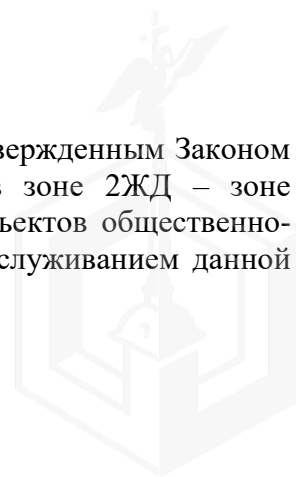 вержденным Законом
в зоне 2ЖД – зоне
ъектов общественно-
служиванием данной